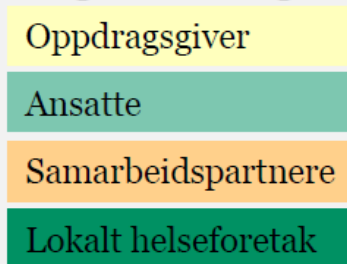 Oppdragsgiver
Ansatte
Samarbeidspartnere
Lokalt helseforetak